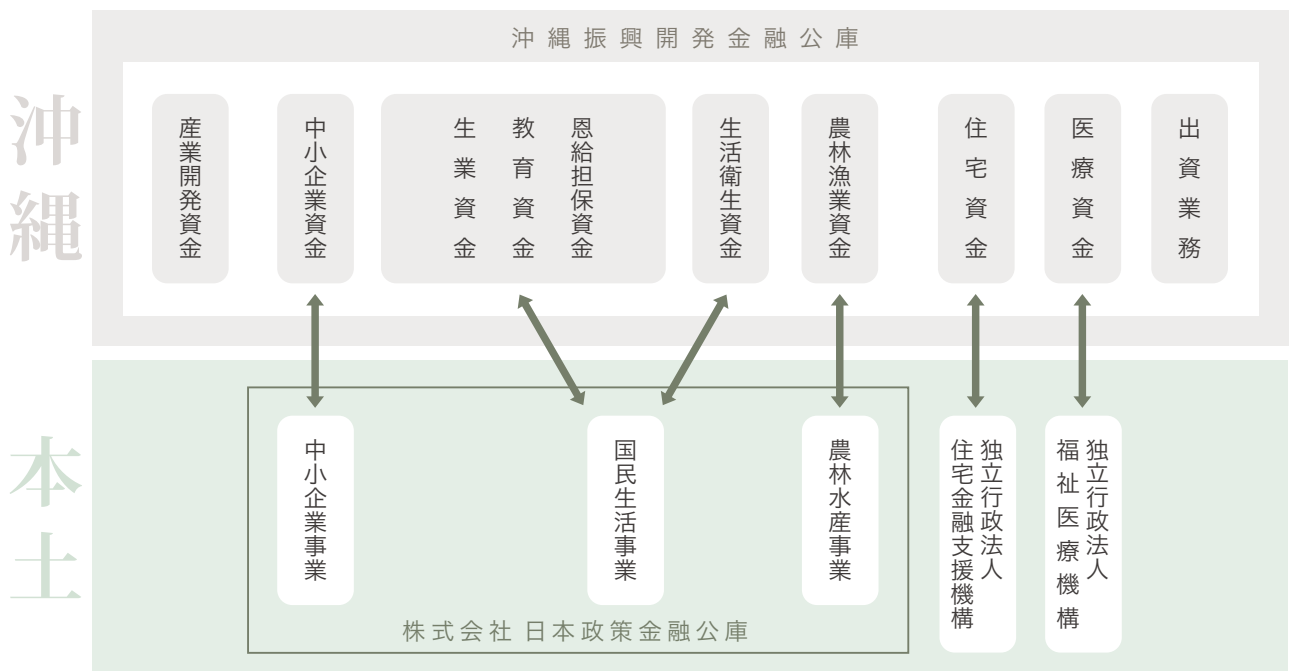 沖縄振興開発金融公庫
沖縄
産業開発資金
中小企業資金
生業資金
教育資金
恩給担保資金
生活衛生資金
農林漁業資金
住宅資金
医療資金
出資業務
本土
中小企業事業
国民生活事業
農林水産事業
独立行政法人
住宅金融支援機構
独立行政法人
福祉医療機構
株式会社 日本政策金融公庫